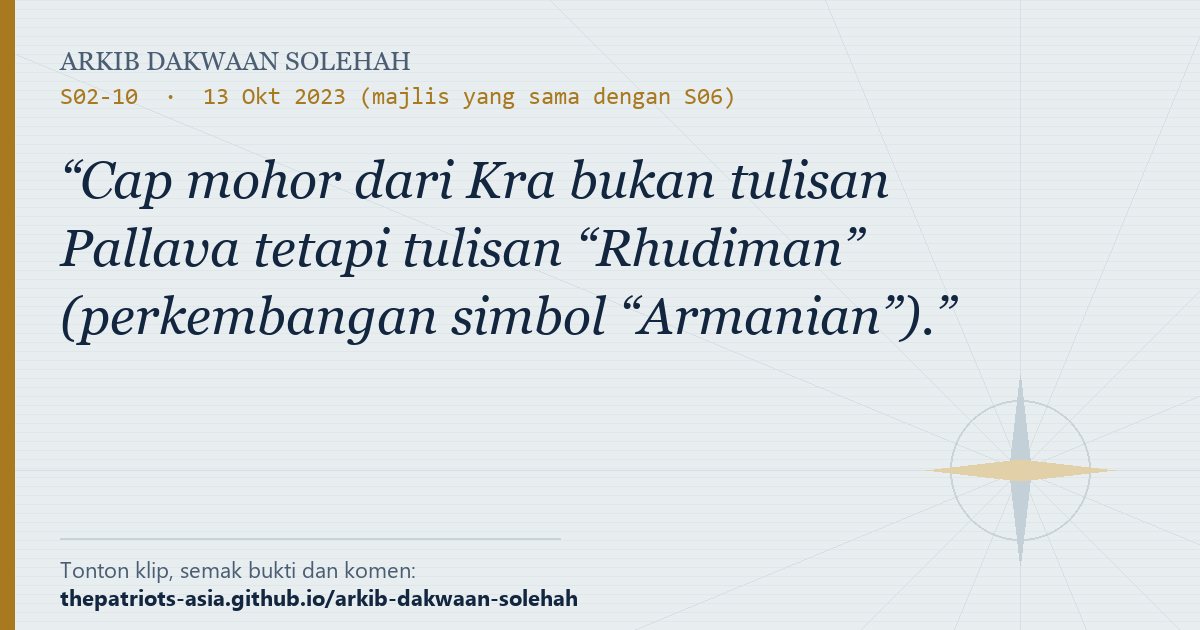 ARKIB DAKWAAN SOLEHAH
S02-10 · 13 Okt 2023 (majlis yang sama dengan S06)
“Cap mohor dari Kra bukan tulisan
Pallava tetapi tulisan “Rhudiman”
(perkembangan simbol “Armanian”).”
Tonton klip, semak bukti dan komen:
thepatriots-asia.github.io/arkib-dakwaan-solehah